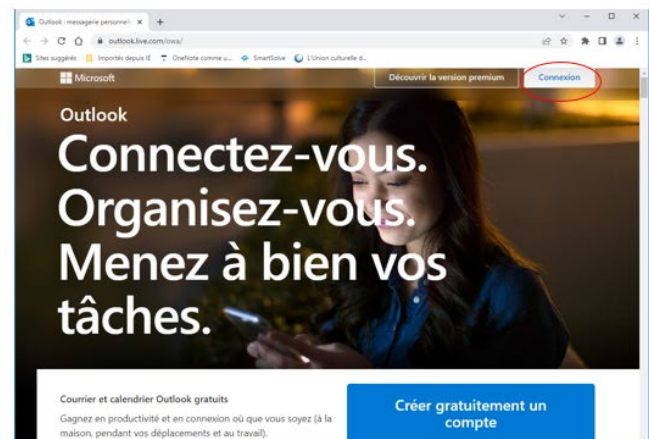 Outlook : messagerie personnel
outlook.live.com/owa/
Sites suggérés Importés depuis IE OneNote comme u... SmartSolve L'Union culturelle d...
Microsoft
Découvrir la version premium
Connexion
Outlook
Connectez-vous.
Organisez-vous.
Menez à bien vos
tâches.
Courrier et calendrier Outlook gratuits
Gagnez en productivité et en connexion où que vous soyez (à la
maison, pendant vos déplacements et au travail).
Créer gratuitement un
compte